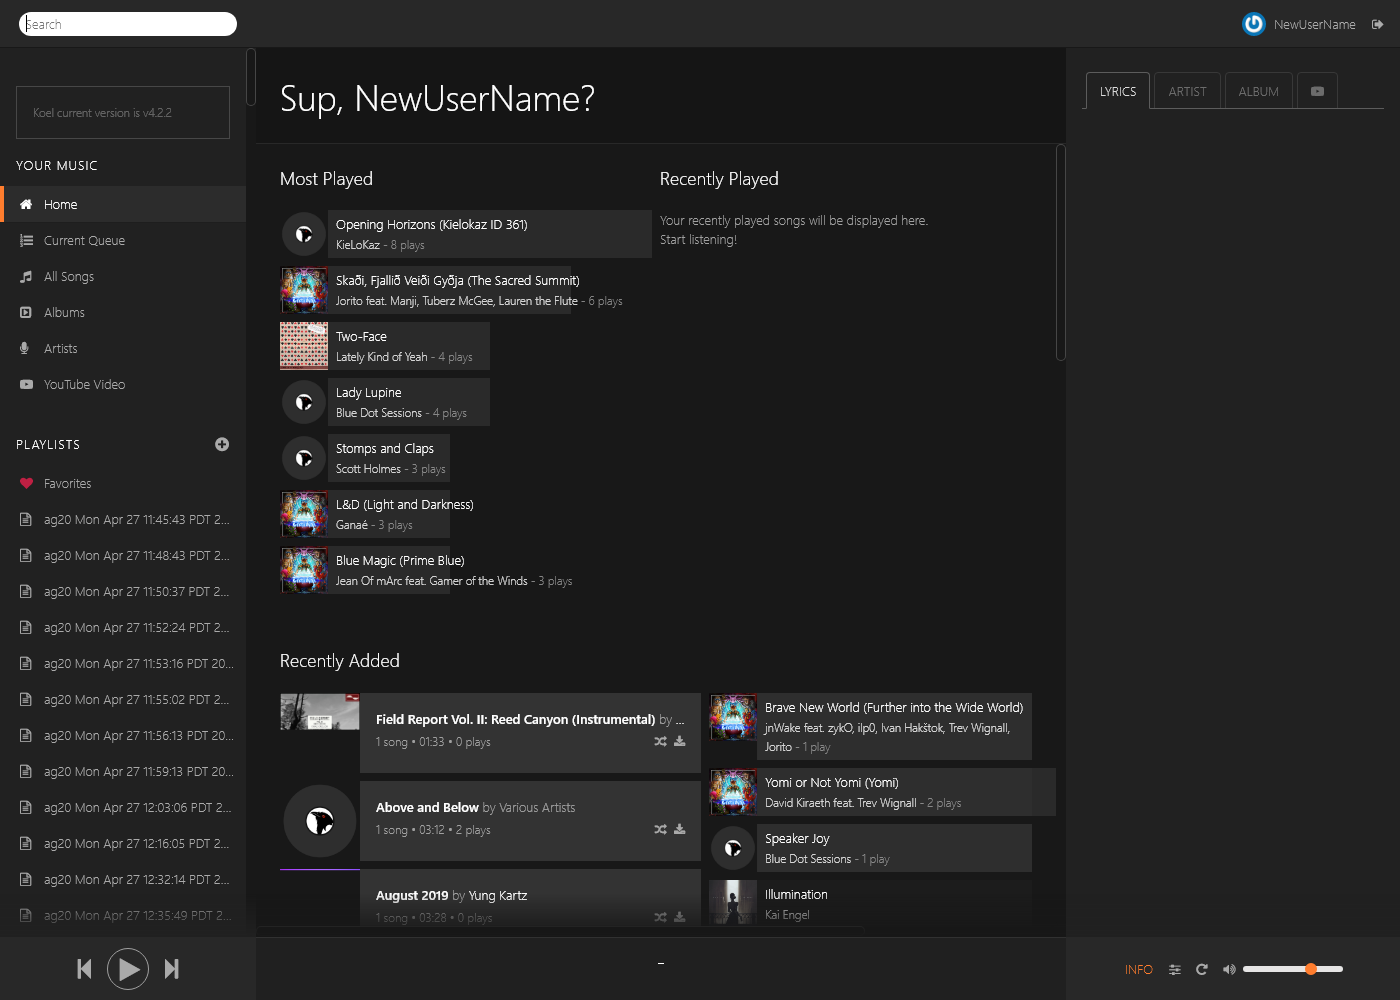 Search
NewUserName
Koel current version is v4.2.2
YOUR MUSIC
Home
Current Queue
All Songs
Albums
Artists
YouTube Video
PLAYLISTS
Favorites
ag20 Mon Apr 27 11:45:43 PDT 2...
ag20 Mon Apr 27 11:48:43 PDT 2...
ag20 Mon Apr 27 11:50:37 PDT 2...
ag20 Mon Apr 27 11:52:24 PDT 2...
ag20 Mon Apr 27 11:53:16 PDT 20...
ag20 Mon Apr 27 11:55:02 PDT 2...
ag20 Mon Apr 27 11:56:13 PDT 20...
ag20 Mon Apr 27 11:59:13 PDT 20...
ag20 Mon Apr 27 12:03:06 PDT 2...
ag20 Mon Apr 27 12:16:05 PDT 2...
ag20 Mon Apr 27 12:32:14 PDT 2...
ag20 Mon Apr 27 12:35:49 PDT 2...
Sup, NewUserName?
Most Played
Opening Horizons (Kielokaz ID 361)
KieLoKaz - 8 plays
Skaði, Fjallið Veiði Gyðja (The Sacred Summit)
Jorito feat. Manji, Tuberz McGee, Lauren the Flute - 6 plays
Two-Face
Lately Kind of Yeah - 4 plays
Lady Lupine
Blue Dot Sessions - 4 plays
Stomps and Claps
Scott Holmes - 3 plays
L&D (Light and Darkness)
Ganaé - 3 plays
Blue Magic (Prime Blue)
Jean Of mArc feat. Gamer of the Winds - 3 plays
Recently Played
Your recently played songs will be displayed here.
Start listening!
Recently Added
Field Report Vol. II: Reed Canyon (Instrumental) by ...
1 song • 01:33 • 0 plays
Above and Below by Various Artists
1 song • 03:12 • 2 plays
August 2019 by Yung Kartz
1 song • 03:28 • 0 plays
Brave New World (Further into the Wide World)
jnWake feat. zykO, ilp0, Ivan Hakštok, Trev Wignall,
Jorito - 1 play
Yomi or Not Yomi (Yomi)
David Kiraeth feat. Trev Wignall - 2 plays
Speaker Joy
Blue Dot Sessions - 1 play
Illumination
Kai Engel
LYRICS
ARTIST
ALBUM
–
INFO